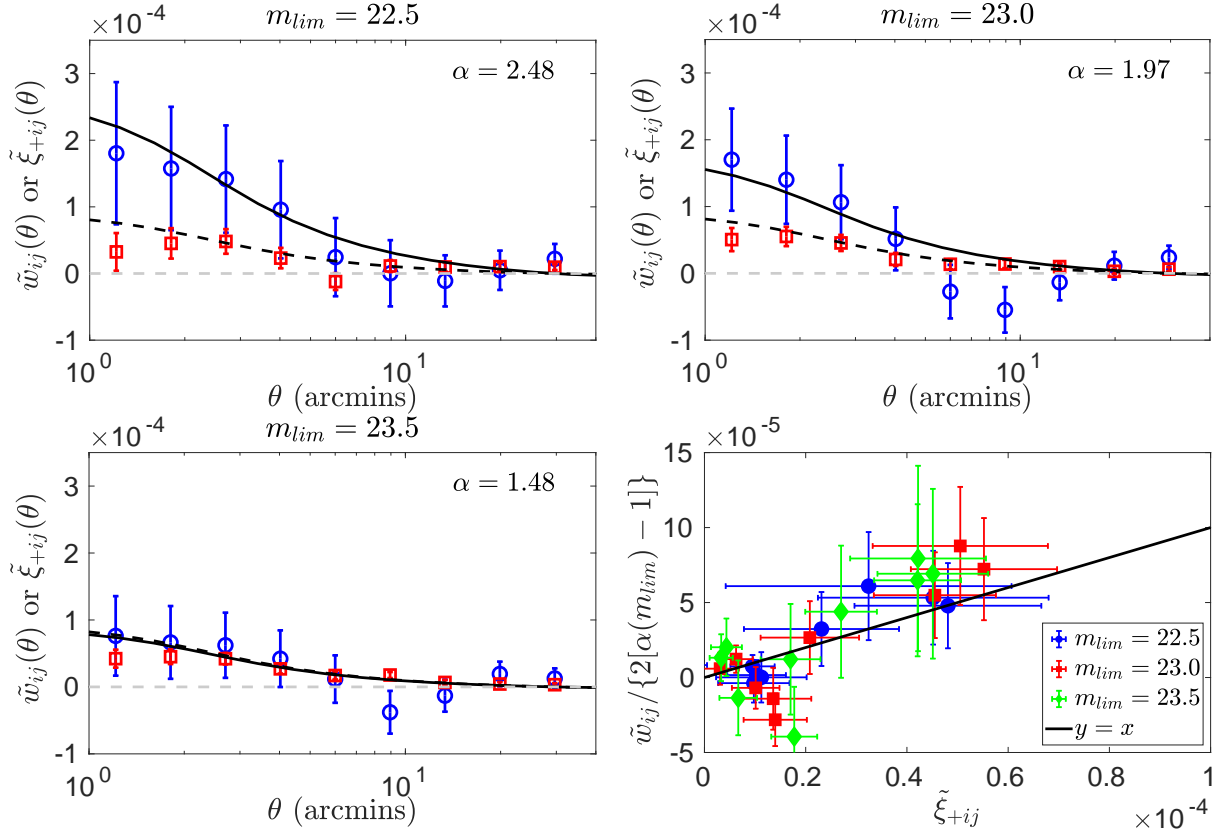 ×10⁻⁴ m_lim = 22.5
α = 2.48
w̃_ij(θ) or ξ̃_+ij(θ)
3
2
1
0
-1
10⁰ 10¹
θ (arcmins)
×10⁻⁴ m_lim = 23.0
α = 1.97
w̃_ij(θ) or ξ̃_+ij(θ)
3
2
1
0
-1
10⁰ 10¹
θ (arcmins)
×10⁻⁴ m_lim = 23.5
α = 1.48
w̃_ij(θ) or ξ̃_+ij(θ)
3
2
1
0
-1
10⁰ 10¹
θ (arcmins)
×10⁻⁵
w̃_ij/{2[α(m_lim) − 1]}
15
10
5
0
-5
m_lim = 22.5
m_lim = 23.0
m_lim = 23.5
y = x
0 0.2 0.4 0.6 0.8 1
ξ̃_+ij ×10⁻⁴